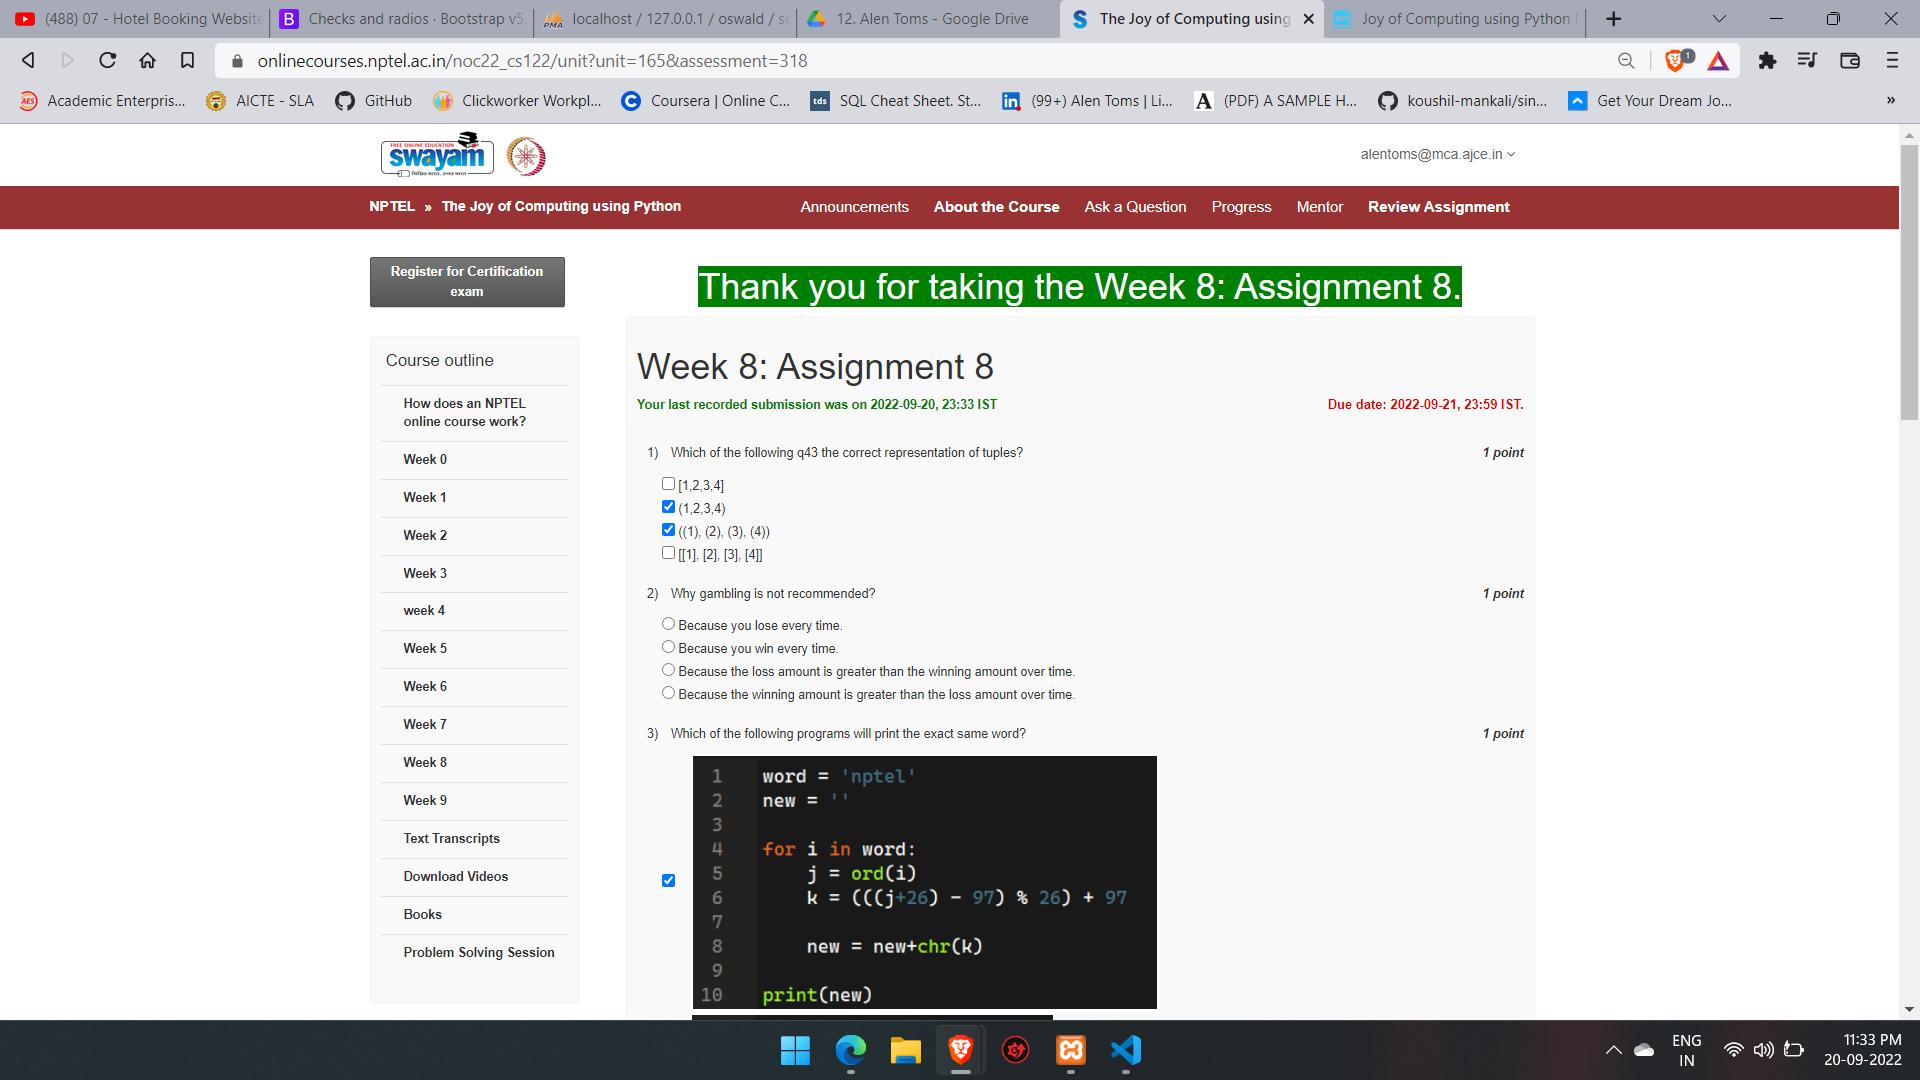 (488) 07 - Hotel Booking Website
Checks and radios · Bootstrap v5.
localhost / 127.0.0.1 / oswald / se
12. Alen Toms - Google Drive
The Joy of Computing using
Joy of Computing using Python
onlinecourses.nptel.ac.in/noc22_cs122/unit?unit=165&assessment=318
1
Academic Enterpris...
AICTE - SLA
GitHub
Clickworker Workpl...
Coursera | Online C...
tds SQL Cheat Sheet. St...
(99+) Alen Toms | Li...
(PDF) A SAMPLE H...
koushil-mankali/sin...
Get Your Dream Jo...
FREE ONLINE EDUCATION
swayam
alentoms@mca.ajce.in
NPTEL » The Joy of Computing using Python
Announcements About the Course Ask a Question Progress Mentor Review Assignment
Register for Certification
exam
Course outline
How does an NPTEL
online course work?
Week 0
Week 1
Week 2
Week 3
week 4
Week 5
Week 6
Week 7
Week 8
Week 9
Text Transcripts
Download Videos
Books
Problem Solving Session
Thank you for taking the Week 8: Assignment 8.
Week 8: Assignment 8
Your last recorded submission was on 2022-09-20, 23:33 IST Due date: 2022-09-21, 23:59 IST.
1) Which of the following q43 the correct representation of tuples? 1 point
[1,2,3,4]
(1,2,3,4)
((1), (2), (3), (4))
[[1], [2], [3], [4]]
2) Why gambling is not recommended? 1 point
Because you lose every time.
Because you win every time.
Because the loss amount is greater than the winning amount over time.
Because the winning amount is greater than the loss amount over time.
3) Which of the following programs will print the exact same word? 1 point
1 word = 'nptel'
2 new = ''
3
4 for i in word:
5 j = ord(i)
6 k = (((j+26) - 97) % 26) + 97
7
8 new = new+chr(k)
9
10 print(new)
ENG
IN
11:33 PM
20-09-2022